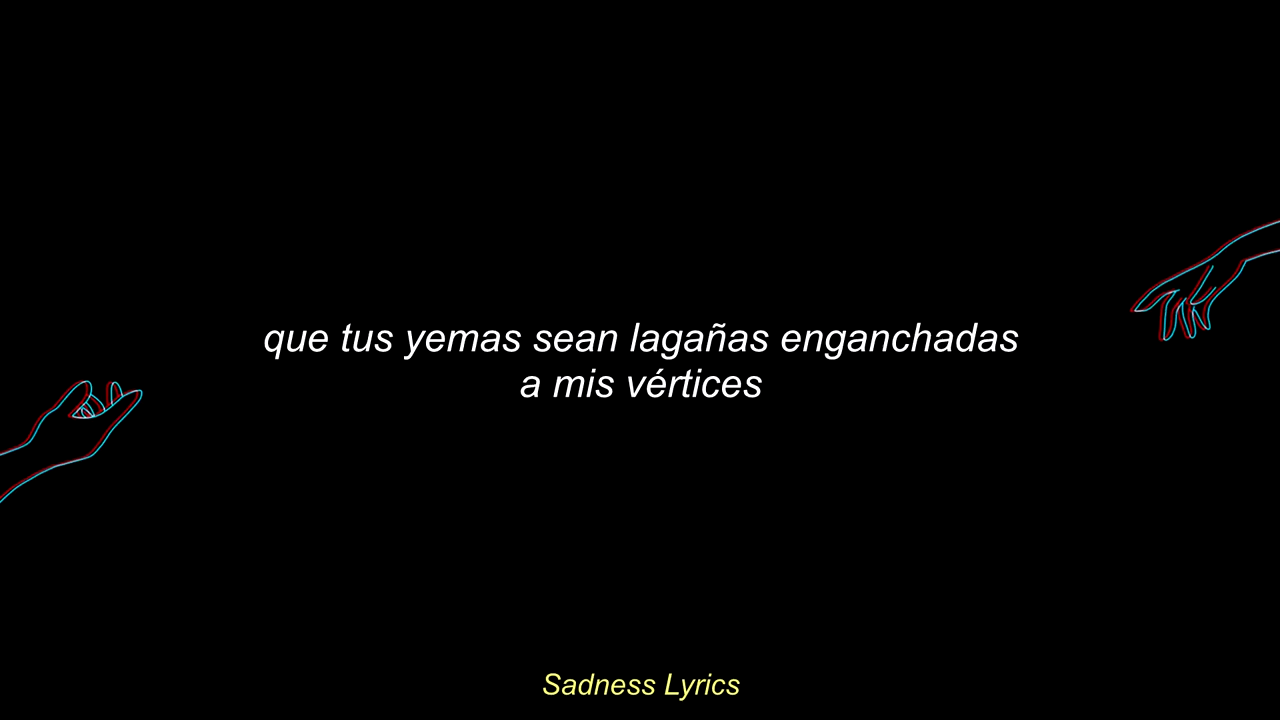 que tus yemas sean lagañas enganchadas
a mis vértices
Sadness Lyrics